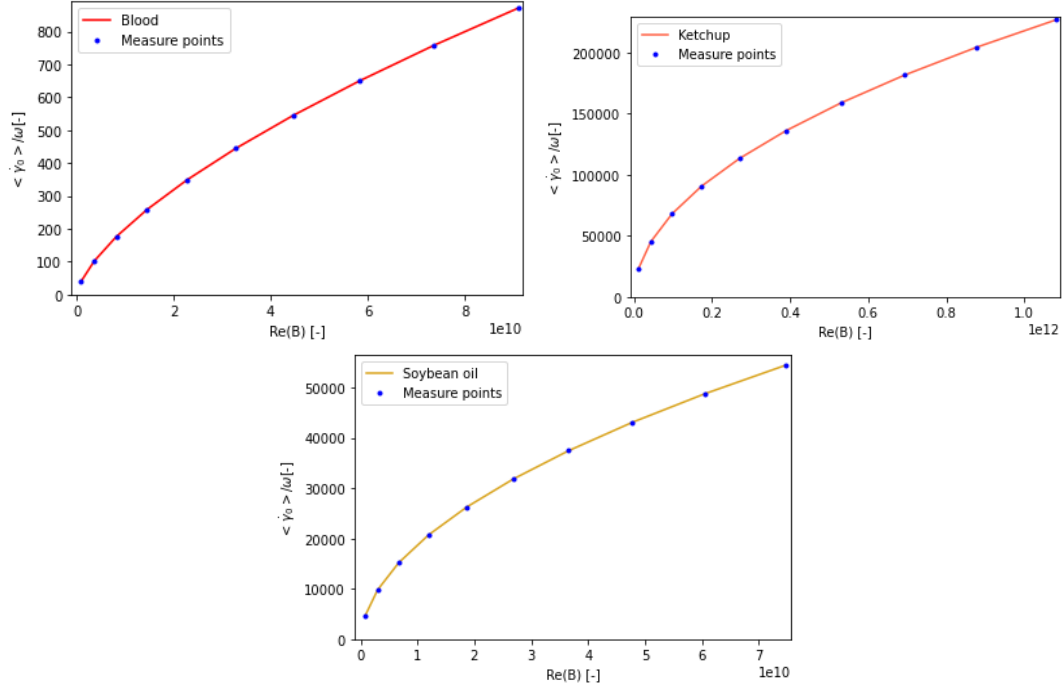 Blood
Measure points
< γ̇₀ > /ω[-]
800
700
600
500
400
300
200
100
0
0
2
4
6
8
Re(B) [-]
1e10
Ketchup
Measure points
< γ̇₀ > /ω[-]
200000
150000
100000
50000
0
0.0
0.2
0.4
0.6
0.8
1.0
Re(B) [-]
1e12
Soybean oil
Measure points
< γ̇₀ > /ω[-]
50000
40000
30000
20000
10000
0
0
1
2
3
4
5
6
7
Re(B) [-]
1e10